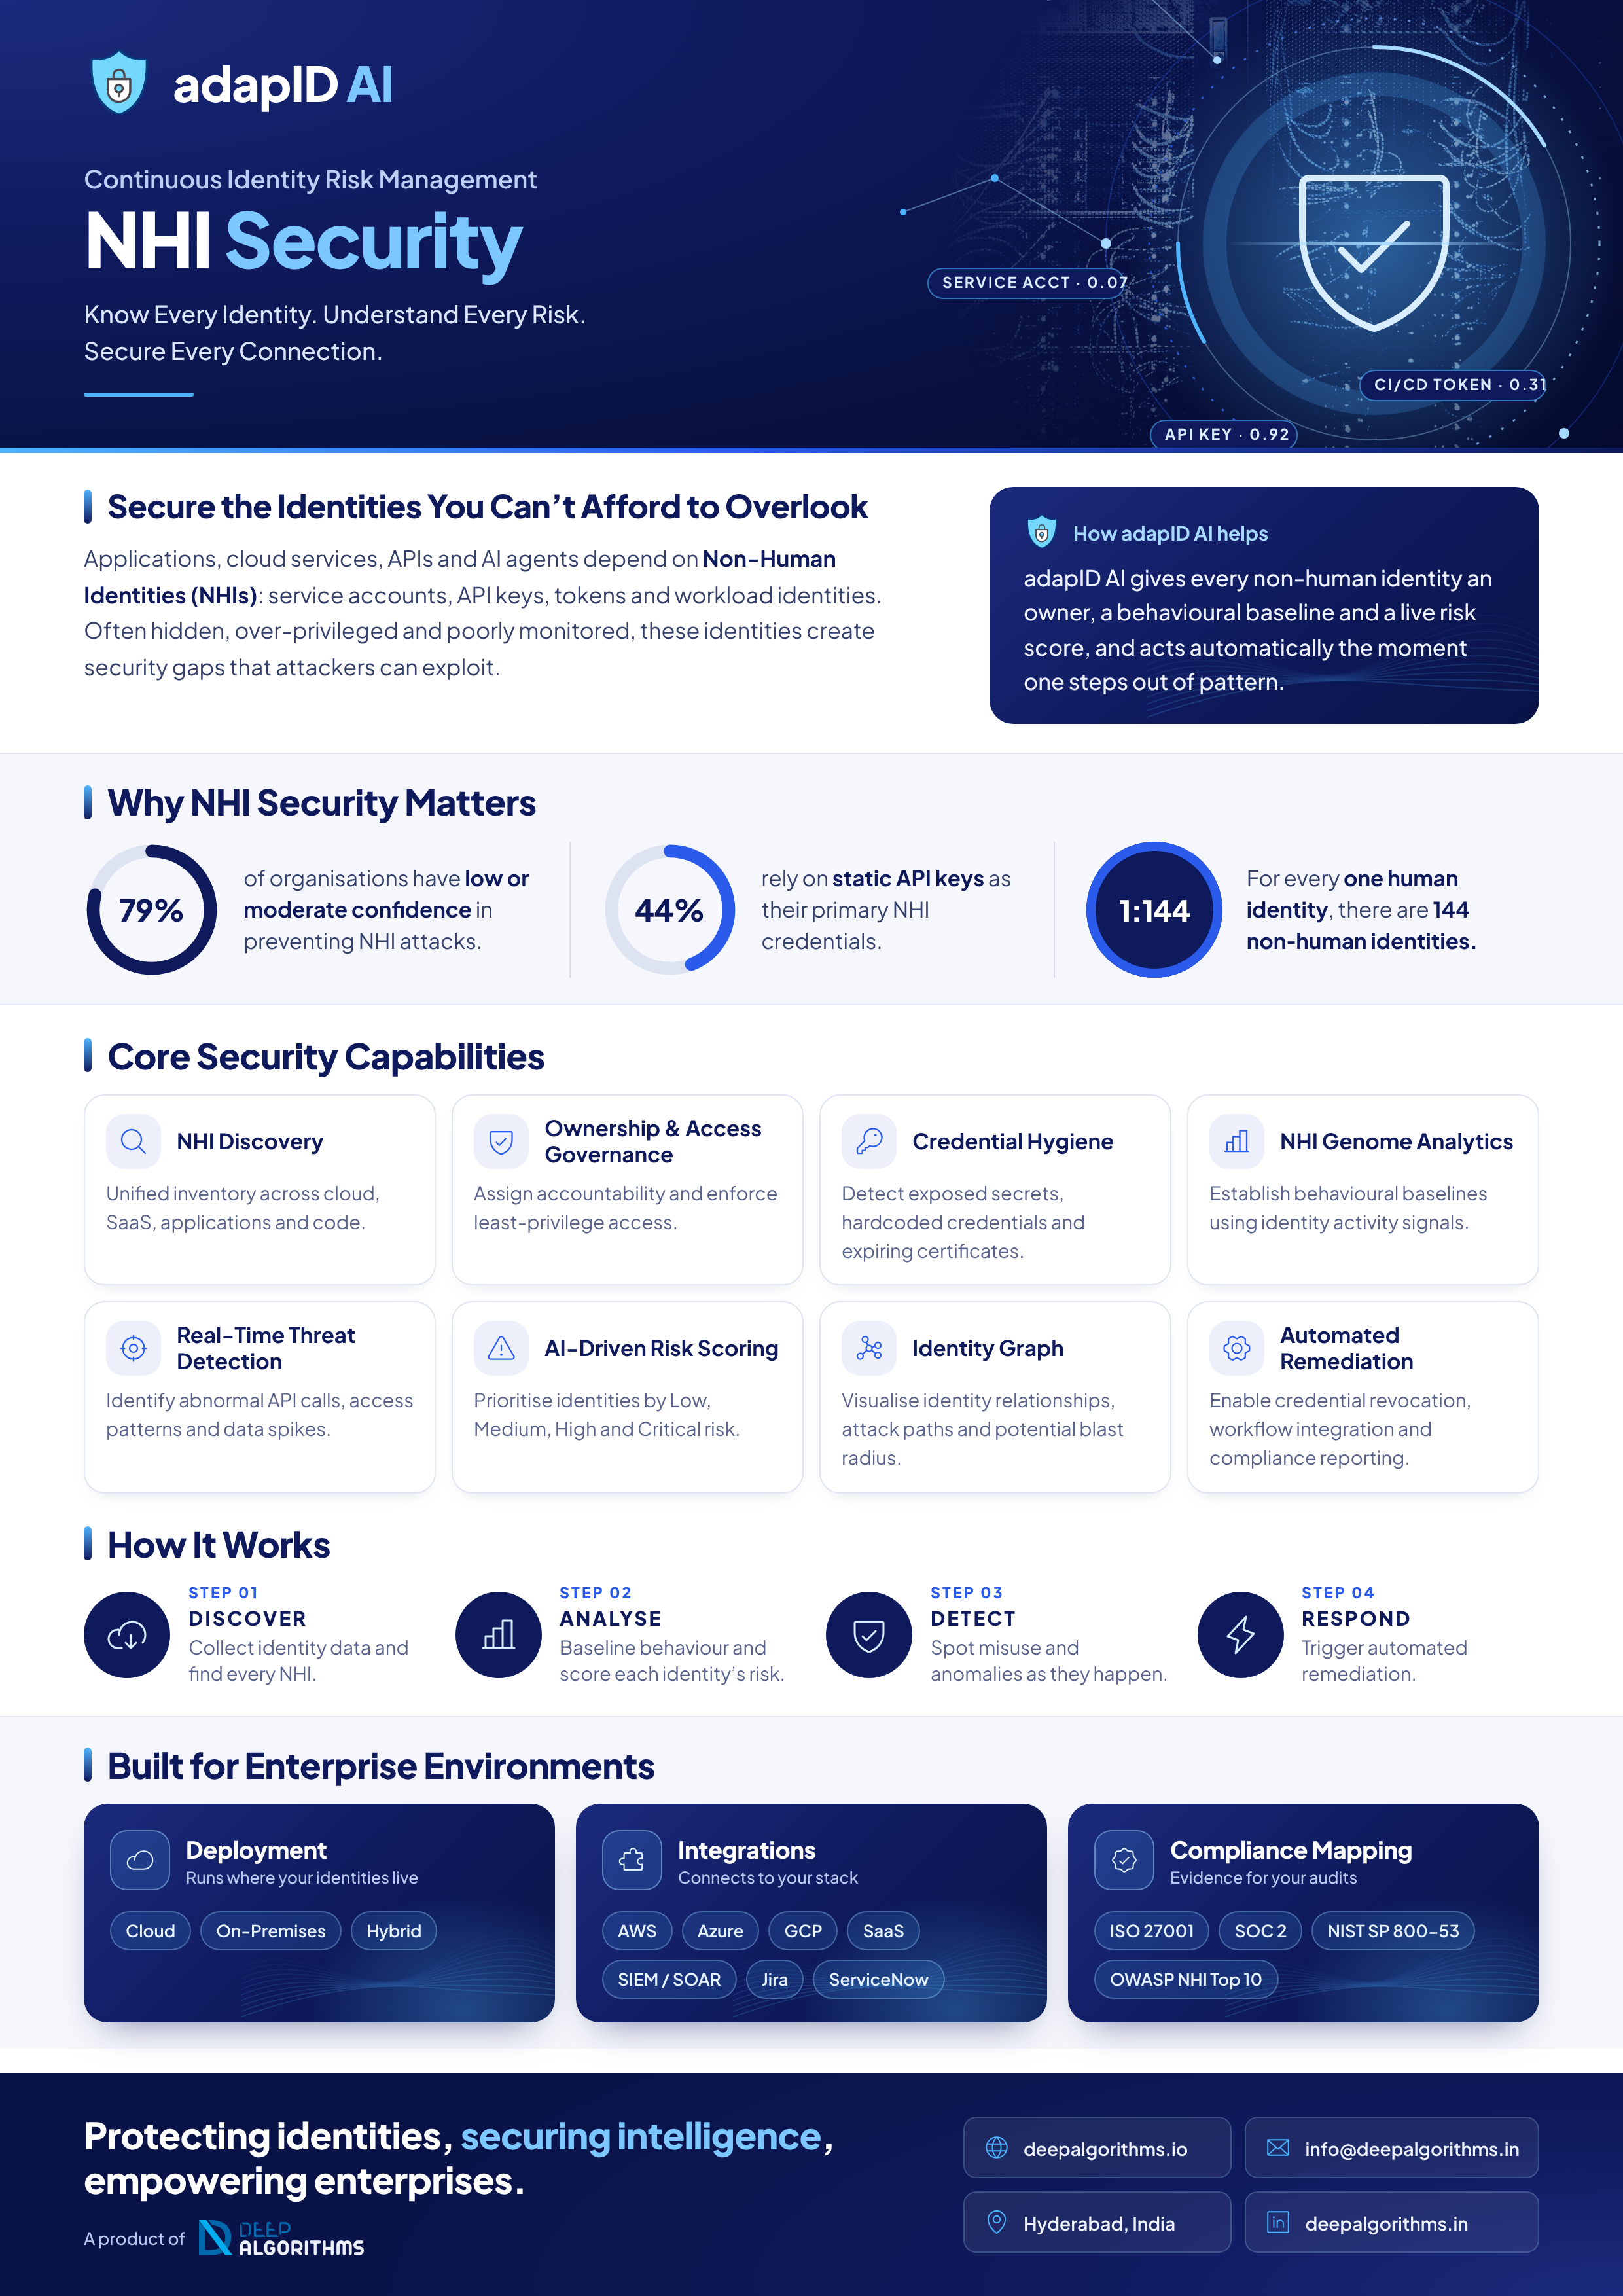 adapID AI
Continuous Identity Risk Management
NHI Security
Know Every Identity. Understand Every Risk.
Secure Every Connection.
SERVICE ACCT · 0.07
CI/CD TOKEN · 0.31
API KEY · 0.92
Secure the Identities You Can’t Afford to Overlook
Applications, cloud services, APIs and AI agents depend on Non-Human
Identities (NHIs): service accounts, API keys, tokens and workload identities.
Often hidden, over-privileged and poorly monitored, these identities create
security gaps that attackers can exploit.
How adapID AI helps
adapID AI gives every non-human identity an
owner, a behavioural baseline and a live risk
score, and acts automatically the moment
one steps out of pattern.
Why NHI Security Matters
79%
of organisations have low or
moderate confidence in
preventing NHI attacks.
44%
rely on static API keys as
their primary NHI
credentials.
1:144
For every one human
identity, there are 144
non-human identities.
Core Security Capabilities
NHI Discovery
Unified inventory across cloud,
SaaS, applications and code.
Ownership & Access
Governance
Assign accountability and enforce
least-privilege access.
Credential Hygiene
Detect exposed secrets,
hardcoded credentials and
expiring certificates.
NHI Genome Analytics
Establish behavioural baselines
using identity activity signals.
Real-Time Threat
Detection
Identify abnormal API calls, access
patterns and data spikes.
AI-Driven Risk Scoring
Prioritise identities by Low,
Medium, High and Critical risk.
Identity Graph
Visualise identity relationships,
attack paths and potential blast
radius.
Automated
Remediation
Enable credential revocation,
workflow integration and
compliance reporting.
How It Works
STEP 01
DISCOVER
Collect identity data and
find every NHI.
STEP 02
ANALYSE
Baseline behaviour and
score each identity’s risk.
STEP 03
DETECT
Spot misuse and
anomalies as they happen.
STEP 04
RESPOND
Trigger automated
remediation.
Built for Enterprise Environments
Deployment
Runs where your identities live
Cloud On-Premises Hybrid
Integrations
Connects to your stack
AWS Azure GCP SaaS
SIEM / SOAR Jira ServiceNow
Compliance Mapping
Evidence for your audits
ISO 27001 SOC 2 NIST SP 800-53
OWASP NHI Top 10
Protecting identities, securing intelligence,
empowering enterprises.
A product of DEEP
ALGORITHMS
deepalgorithms.io
info@deepalgorithms.in
Hyderabad, India
deepalgorithms.in